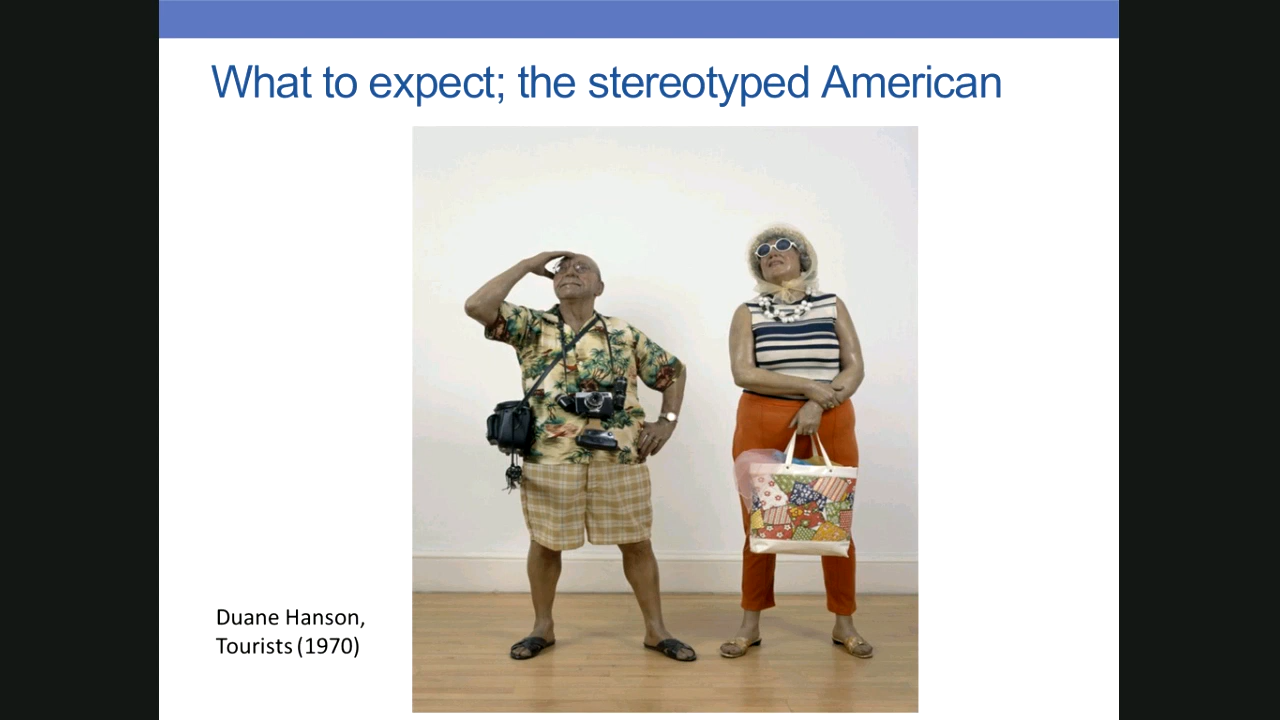 What to expect; the stereotyped American
Duane Hanson,
Tourists (1970)